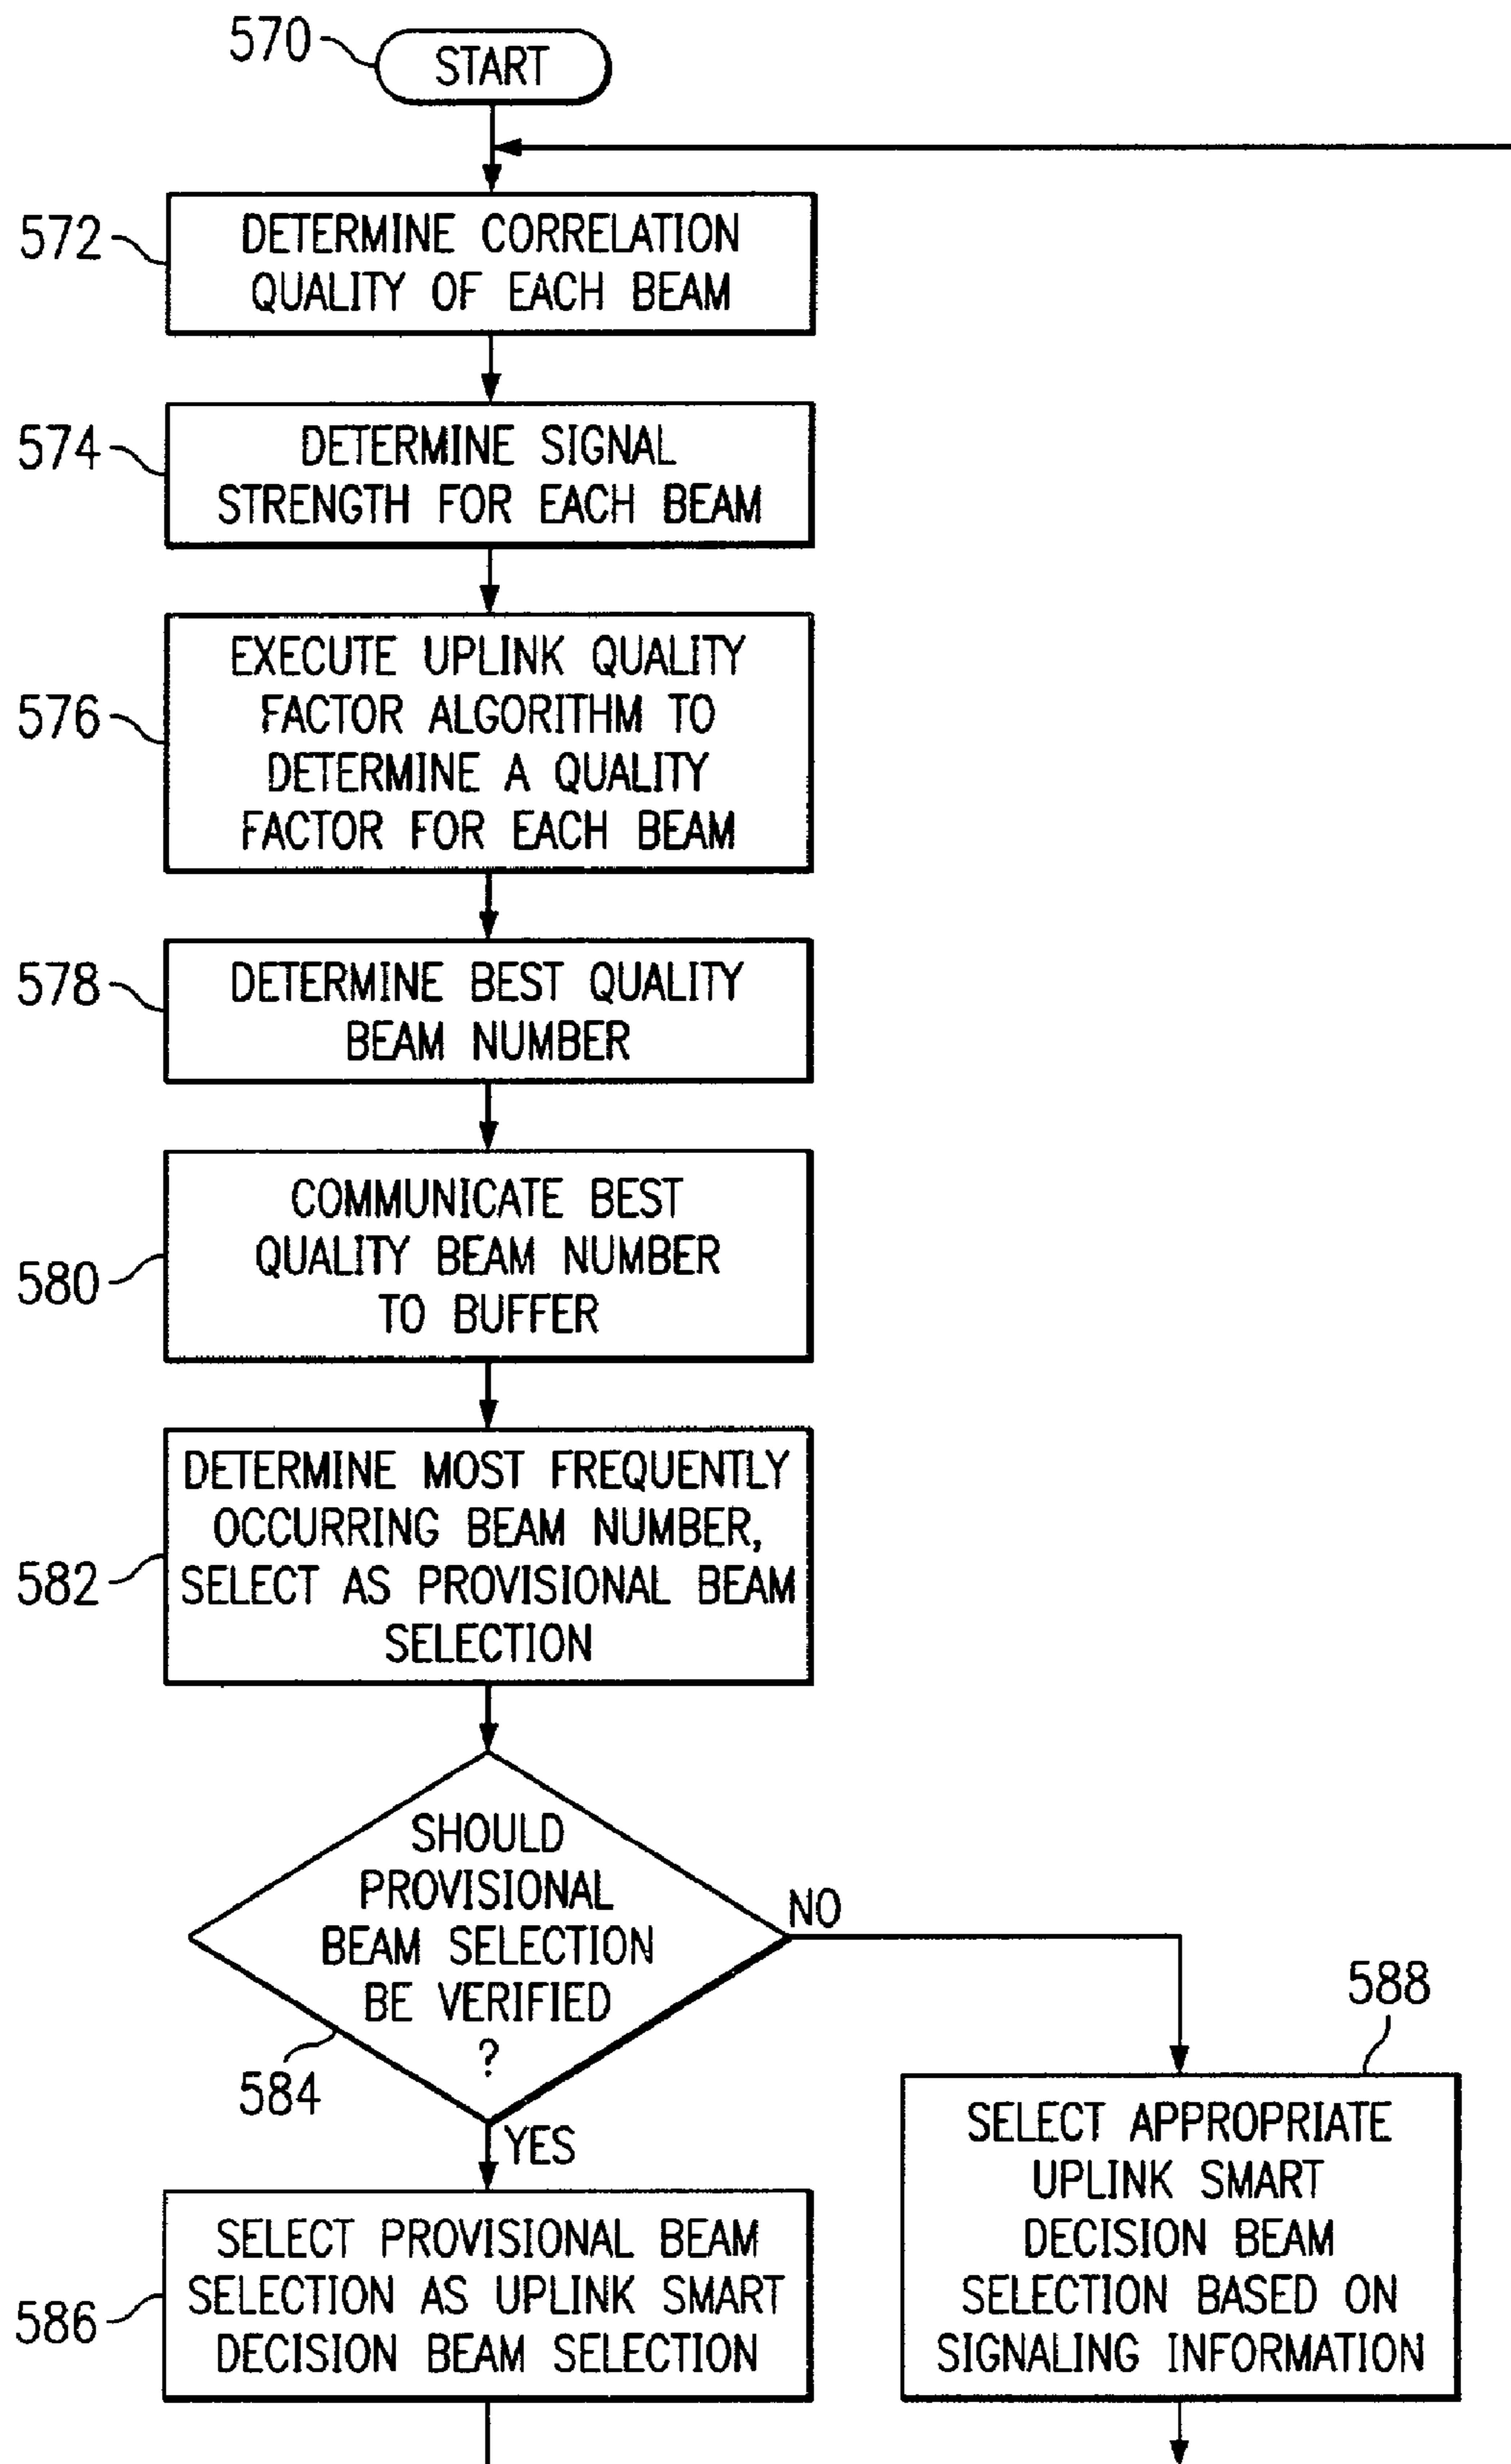 570
START
572
DETERMINE CORRELATION
QUALITY OF EACH BEAM
574
DETERMINE SIGNAL
STRENGTH FOR EACH BEAM
576
EXECUTE UPLINK QUALITY
FACTOR ALGORITHM TO
DETERMINE A QUALITY
FACTOR FOR EACH BEAM
578
DETERMINE BEST QUALITY
BEAM NUMBER
580
COMMUNICATE BEST
QUALITY BEAM NUMBER
TO BUFFER
582
DETERMINE MOST FREQUENTLY
OCCURRING BEAM NUMBER,
SELECT AS PROVISIONAL BEAM
SELECTION
SHOULD
PROVISIONAL
BEAM SELECTION
BE VERIFIED
?
584
NO
YES
586
SELECT PROVISIONAL BEAM
SELECTION AS UPLINK SMART
DECISION BEAM SELECTION
588
SELECT APPROPRIATE
UPLINK SMART
DECISION BEAM
SELECTION BASED ON
SIGNALING INFORMATION